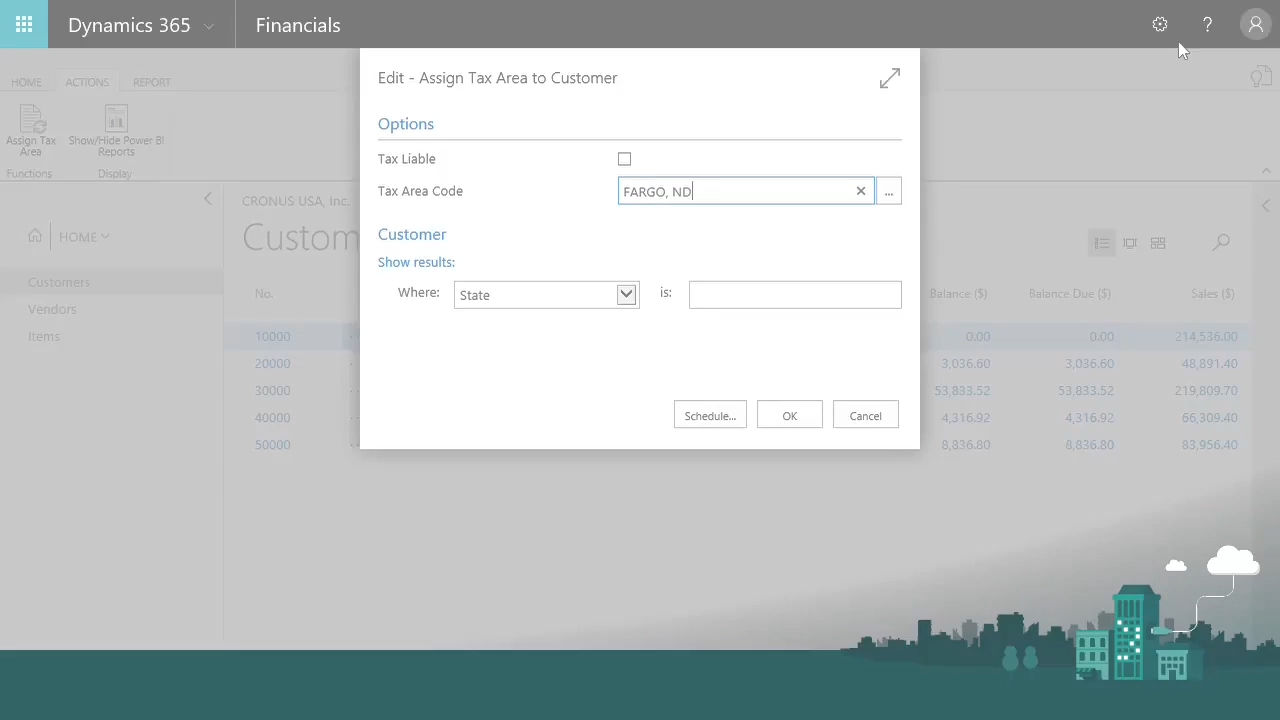 Dynamics 365
Financials
?
Edit - Assign Tax Area to Customer
HOME
ACTIONS
REPORT
Options
Assign Tax
Area
Show/Hide Power BI
Reports
Functions
Display
Tax Liable
Tax Area Code
FARGO, ND
...
CRONUS USA, Inc.
Custom
HOME
Customer
Show results:
Where:
State
is:
Customers
Vendors
Items
No.
Balance ($)
Balance Due ($)
Sales ($)
10000
0.00
0.00
214,536.00
20000
3,036.60
3,036.60
48,891.40
30000
53,833.52
53,833.52
219,809.70
40000
4,316.92
4,316.92
66,309.40
50000
8,836.80
8,836.80
83,956.40
Schedule...
OK
Cancel